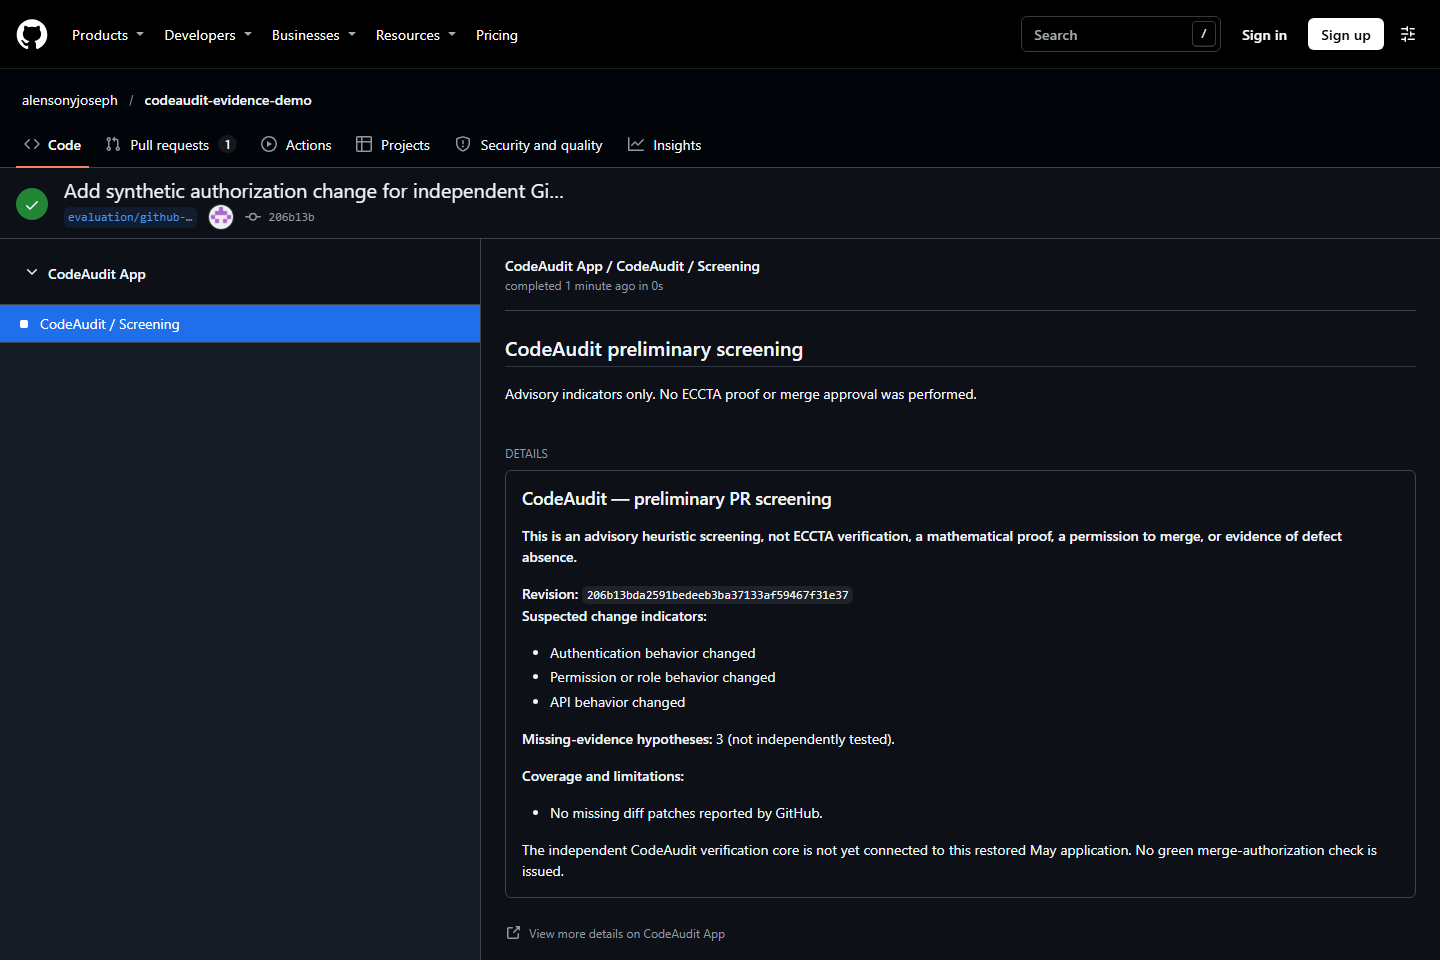 Products Developers Businesses Resources Pricing Search / Sign in Sign up
alensonyjoseph / codeaudit-evidence-demo
Code Pull requests 1 Actions Projects Security and quality Insights
Add synthetic authorization change for independent Gi...
evaluation/github-… 206b13b
CodeAudit App
CodeAudit / Screening
CodeAudit App / CodeAudit / Screening
completed 1 minute ago in 0s
CodeAudit preliminary screening
Advisory indicators only. No ECCTA proof or merge approval was performed.
DETAILS
CodeAudit — preliminary PR screening
This is an advisory heuristic screening, not ECCTA verification, a mathematical proof, a permission to merge, or evidence of defect
absence.
Revision: 206b13bda2591bedeeb3ba37133af59467f31e37
Suspected change indicators:
• Authentication behavior changed
• Permission or role behavior changed
• API behavior changed
Missing-evidence hypotheses: 3 (not independently tested).
Coverage and limitations:
• No missing diff patches reported by GitHub.
The independent CodeAudit verification core is not yet connected to this restored May application. No green merge-authorization check is
issued.
View more details on CodeAudit App